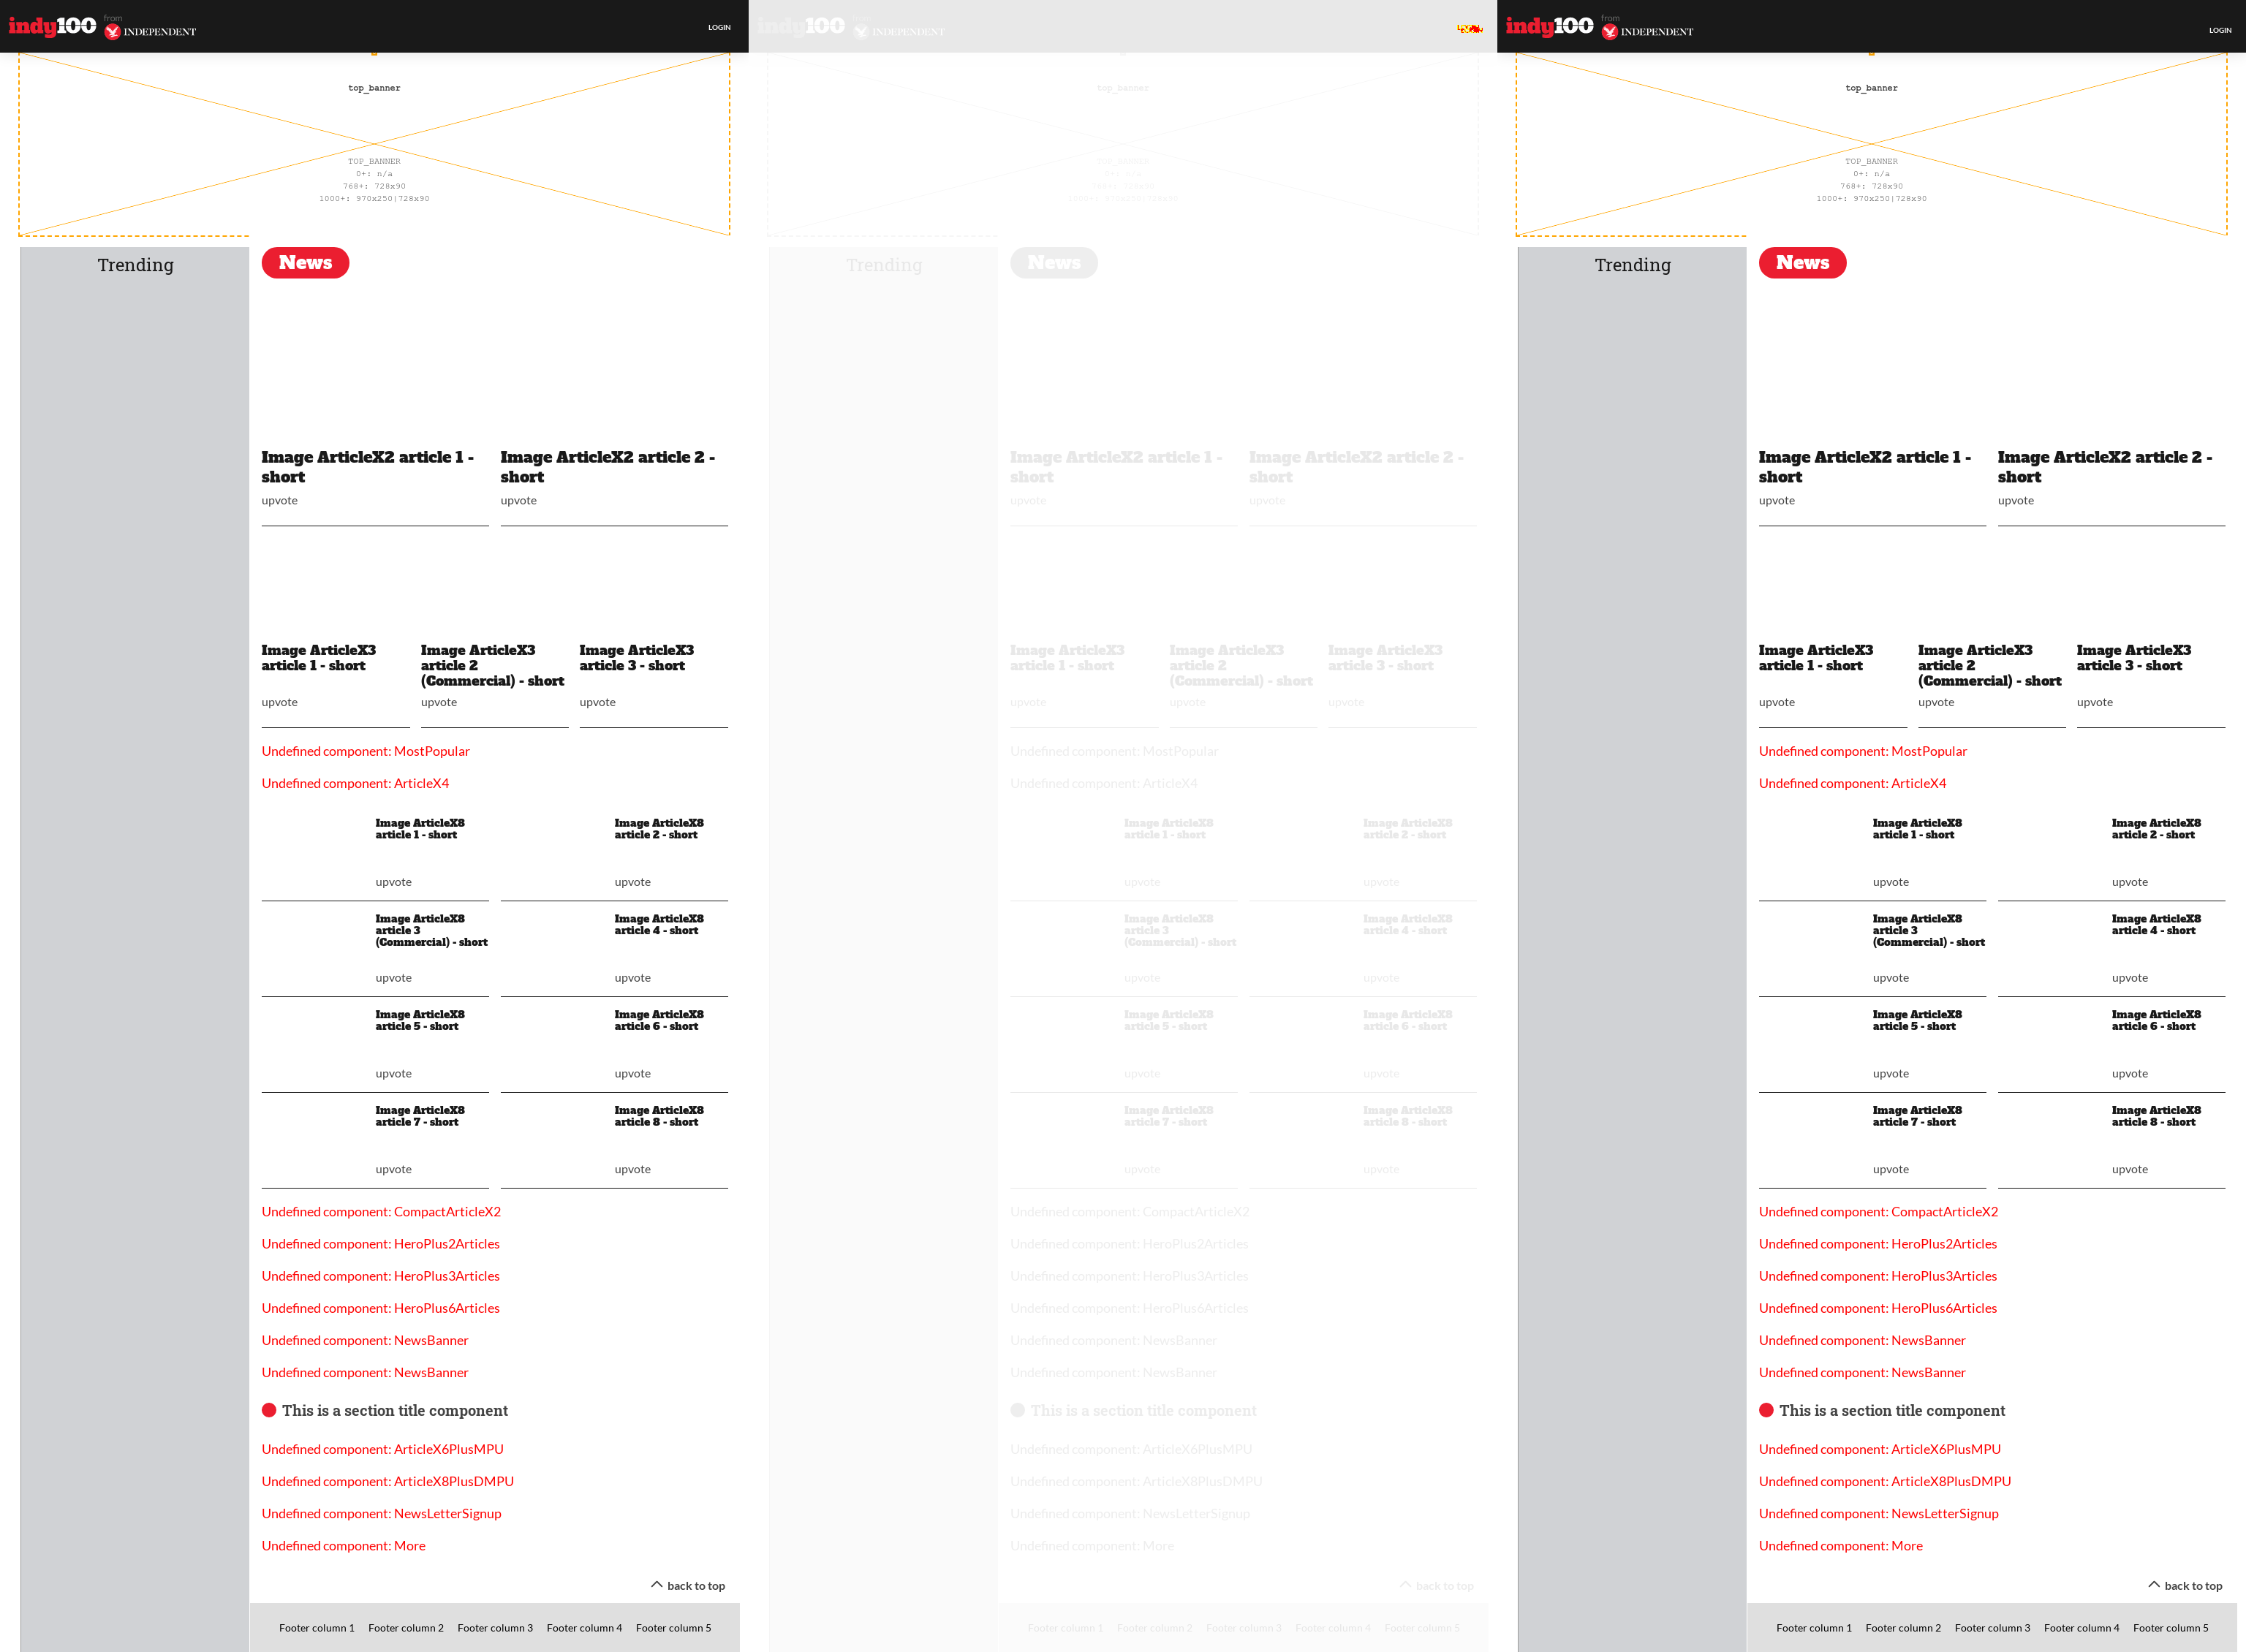 indy100
from
INDEPENDENT
LOGIN
top_banner
TOP_BANNER
0+: n/a
768+: 728x90
1000+: 970x250|728x90
Trending
News
Image ArticleX2 article 1 -
short
upvote
Image ArticleX2 article 2 -
short
upvote
Image ArticleX3
article 1 - short
upvote
Image ArticleX3
article 2
(Commercial) - short
upvote
Image ArticleX3
article 3 - short
upvote
Undefined component: MostPopular
Undefined component: ArticleX4
Image ArticleX8
article 1 - short
upvote
Image ArticleX8
article 2 - short
upvote
Image ArticleX8
article 3
(Commercial) - short
upvote
Image ArticleX8
article 4 - short
upvote
Image ArticleX8
article 5 - short
upvote
Image ArticleX8
article 6 - short
upvote
Image ArticleX8
article 7 - short
upvote
Image ArticleX8
article 8 - short
upvote
Undefined component: CompactArticleX2
Undefined component: HeroPlus2Articles
Undefined component: HeroPlus3Articles
Undefined component: HeroPlus6Articles
Undefined component: NewsBanner
Undefined component: NewsBanner
This is a section title component
Undefined component: ArticleX6PlusMPU
Undefined component: ArticleX8PlusDMPU
Undefined component: NewsLetterSignup
Undefined component: More
back to top
Footer column 1 Footer column 2 Footer column 3 Footer column 4 Footer column 5
indy100
INDEPENDENT
top_banner
TOP_BANNER
Trending
News
Image ArticleX2 article 1 -
short
upvote
Image ArticleX2 article 2 -
short
upvote
Image ArticleX3
article 1 - short
upvote
Image ArticleX3
article 2
(Commercial) - short
upvote
Image ArticleX3
article 3 - short
upvote
Undefined component: MostPopular
Undefined component: ArticleX4
Image ArticleX8
article 1 - short
upvote
Image ArticleX8
article 2 - short
upvote
Image ArticleX8
article 3
(Commercial) - short
upvote
Image ArticleX8
article 4 - short
upvote
Image ArticleX8
article 5 - short
upvote
Image ArticleX8
article 6 - short
upvote
Image ArticleX8
article 7 - short
upvote
Image ArticleX8
article 8 - short
upvote
Undefined component: CompactArticleX2
Undefined component: HeroPlus2Articles
Undefined component: HeroPlus3Articles
Undefined component: HeroPlus6Articles
Undefined component: NewsBanner
Undefined component: NewsBanner
This is a section title component
Undefined component: ArticleX6PlusMPU
Undefined component: ArticleX8PlusDMPU
Undefined component: NewsLetterSignup
Undefined component: More
back to top
Footer column 1 Footer column 2 Footer column 3 Footer column 4 Footer column 5
indy100
from
INDEPENDENT
LOGIN
top_banner
TOP_BANNER
0+: n/a
768+: 728x90
1000+: 970x250|728x90
Trending
News
Image ArticleX2 article 1 -
short
upvote
Image ArticleX2 article 2 -
short
upvote
Image ArticleX3
article 1 - short
upvote
Image ArticleX3
article 2
(Commercial) - short
upvote
Image ArticleX3
article 3 - short
upvote
Undefined component: MostPopular
Undefined component: ArticleX4
Image ArticleX8
article 1 - short
upvote
Image ArticleX8
article 2 - short
upvote
Image ArticleX8
article 3
(Commercial) - short
upvote
Image ArticleX8
article 4 - short
upvote
Image ArticleX8
article 5 - short
upvote
Image ArticleX8
article 6 - short
upvote
Image ArticleX8
article 7 - short
upvote
Image ArticleX8
article 8 - short
upvote
Undefined component: CompactArticleX2
Undefined component: HeroPlus2Articles
Undefined component: HeroPlus3Articles
Undefined component: HeroPlus6Articles
Undefined component: NewsBanner
Undefined component: NewsBanner
This is a section title component
Undefined component: ArticleX6PlusMPU
Undefined component: ArticleX8PlusDMPU
Undefined component: NewsLetterSignup
Undefined component: More
back to top
Footer column 1 Footer column 2 Footer column 3 Footer column 4 Footer column 5